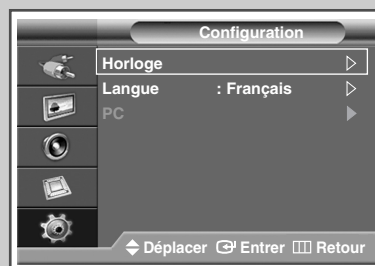 Configuration
Horloge
Langue : Français
PC
Déplacer Entrer Retour